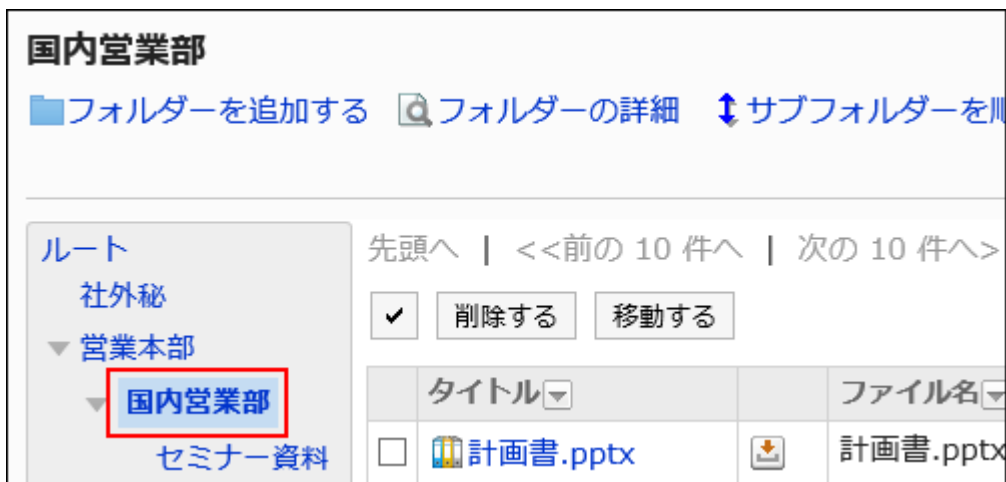 国内営業部
フォルダーを追加する フォルダーの詳細 サブフォルダーを
ルート
社外秘
営業本部
国内営業部
セミナー資料
先頭へ | <<前の 10 件へ | 次の 10 件へ>
削除する 移動する
タイトル ファイル名
計画書.pptx 計画書.pptx